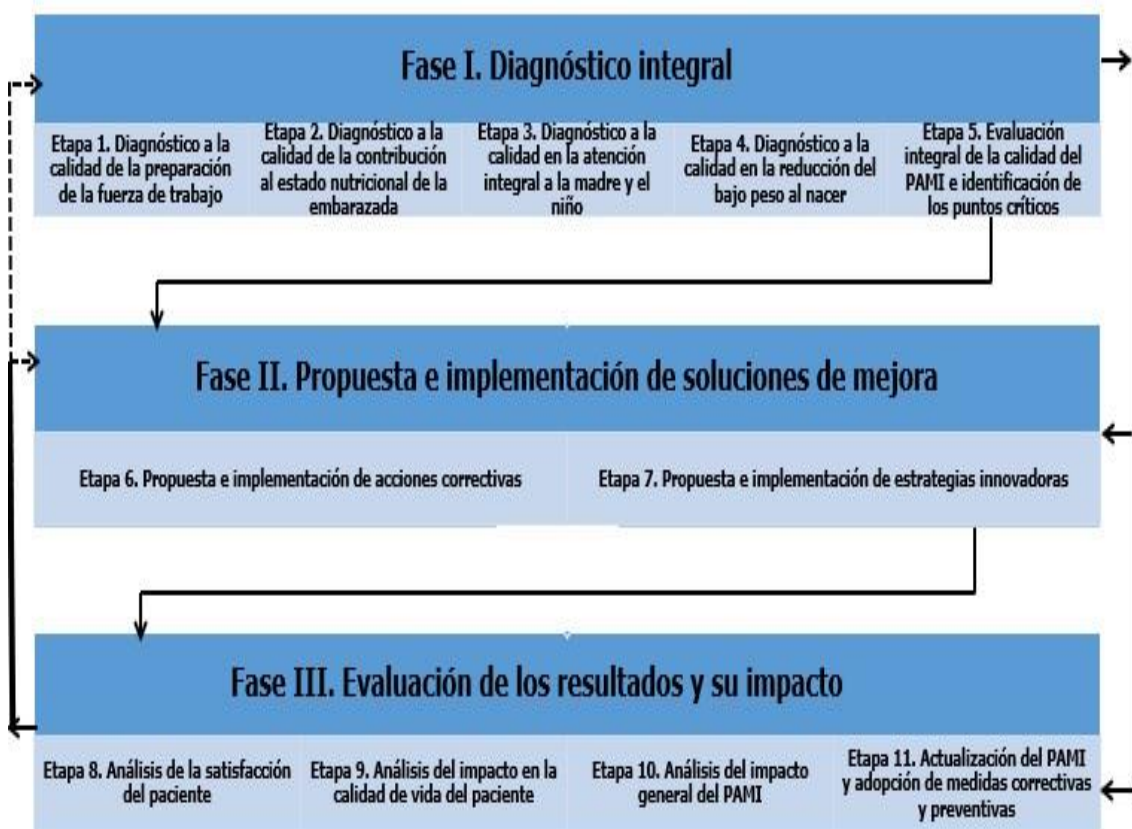 Fase I. Diagnóstico integral
Etapa 1. Diagnóstico a la
calidad de la preparación
de la fuerza de trabajo
Etapa 2. Diagnóstico a la
calidad de la contribución
al estado nutricional de la
embarazada
Etapa 3. Diagnóstico a la
calidad en la atención
integral a la madre y el
niño
Etapa 4. Diagnóstico a la
calidad en la reducción del
bajo peso al nacer
Etapa 5. Evaluación
integral de la calidad del
PAMI e identificación de
los puntos críticos
Fase II. Propuesta e implementación de soluciones de mejora
Etapa 6. Propuesta e implementación de acciones correctivas
Etapa 7. Propuesta e implementación de estrategias innovadoras
Fase III. Evaluación de los resultados y su impacto
Etapa 8. Análisis de la satisfacción
del paciente
Etapa 9. Análisis del impacto en la
calidad de vida del paciente
Etapa 10. Análisis del impacto
general del PAMI
Etapa 11. Actualización del PAMI
y adopción de medidas correctivas
y preventivas